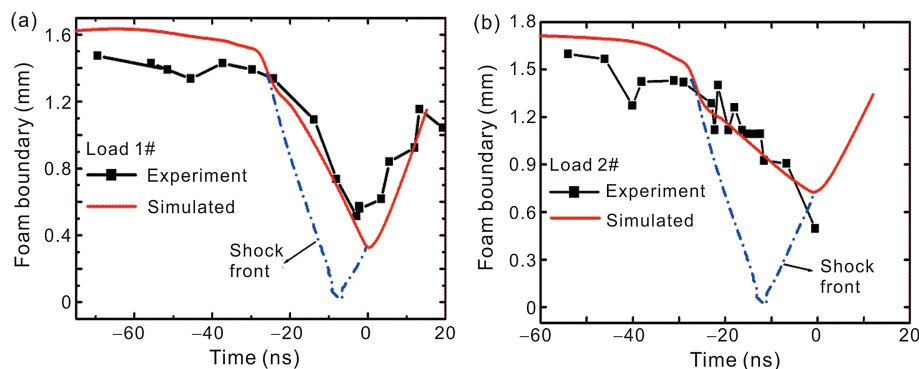 (a)
Foam boundary (mm)
1.6
1.2
0.8
0.4
0
Load 1#
Experiment
Simulated
Shock
front
−60
−40
−20
0
20
Time (ns)
(b)
Foam boundary (mm)
1.8
1.5
1.2
0.9
0.6
0.3
0
Load 2#
Experiment
Simulated
Shock
front
−60
−40
−20
0
20
Time (ns)